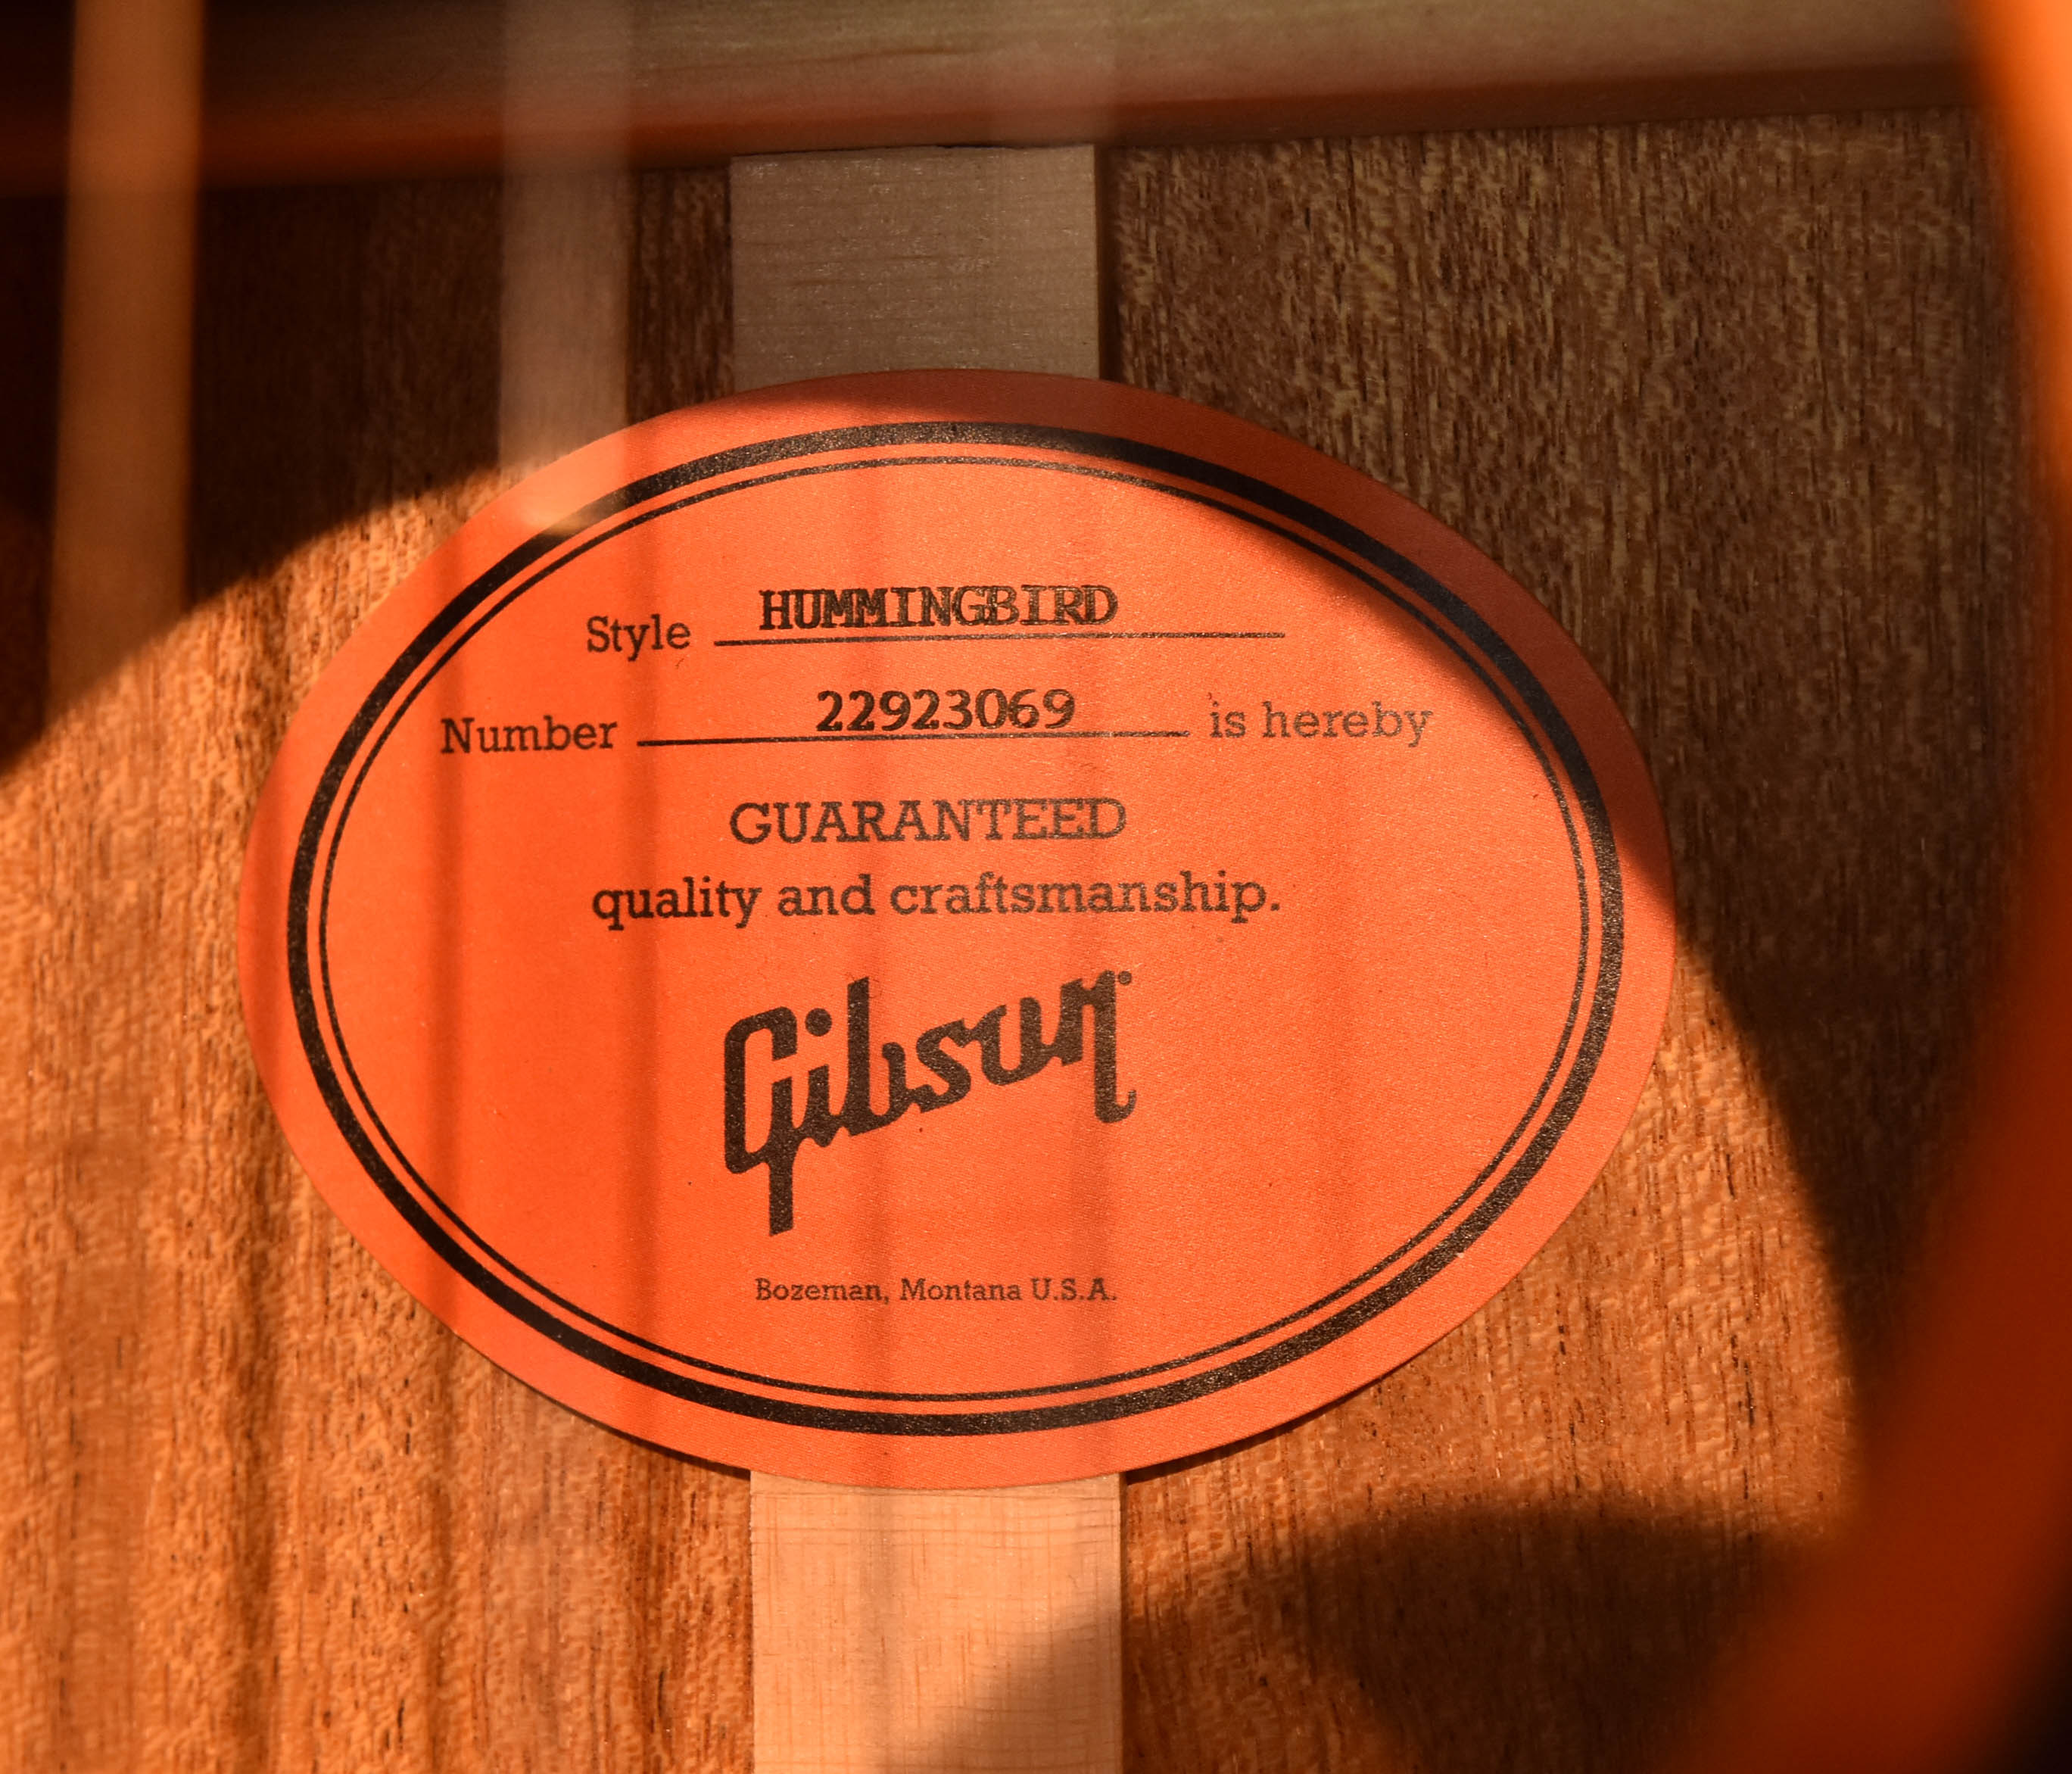 Style HUMMINGBIRD
Number 22923069 is hereby
GUARANTEED
quality and craftsmanship.
Gibson
Bozeman, Montana U.S.A.